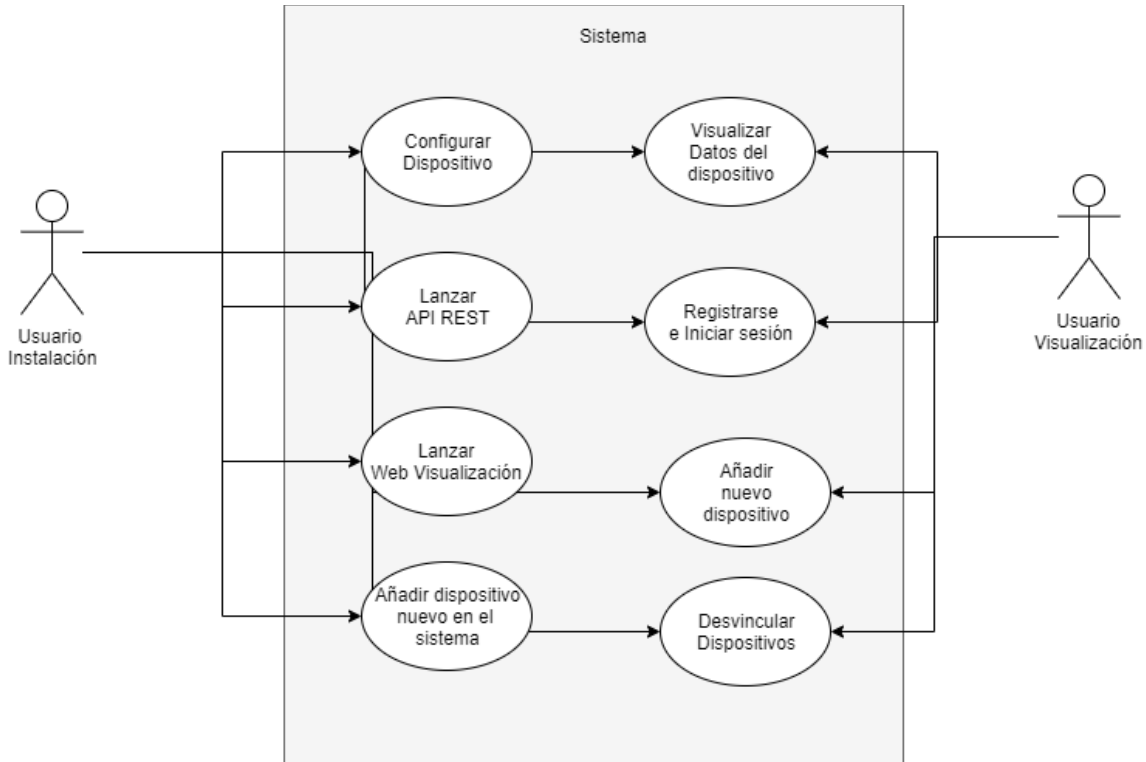 Sistema
Configurar
Dispositivo
Visualizar
Datos del
dispositivo
Usuario
Instalación
Lanzar
API REST
Registrarse
e Iniciar sesión
Usuario
Visualización
Lanzar
Web Visualización
Añadir
nuevo
dispositivo
Añadir dispositivo
nuevo en el
sistema
Desvincular
Dispositivos